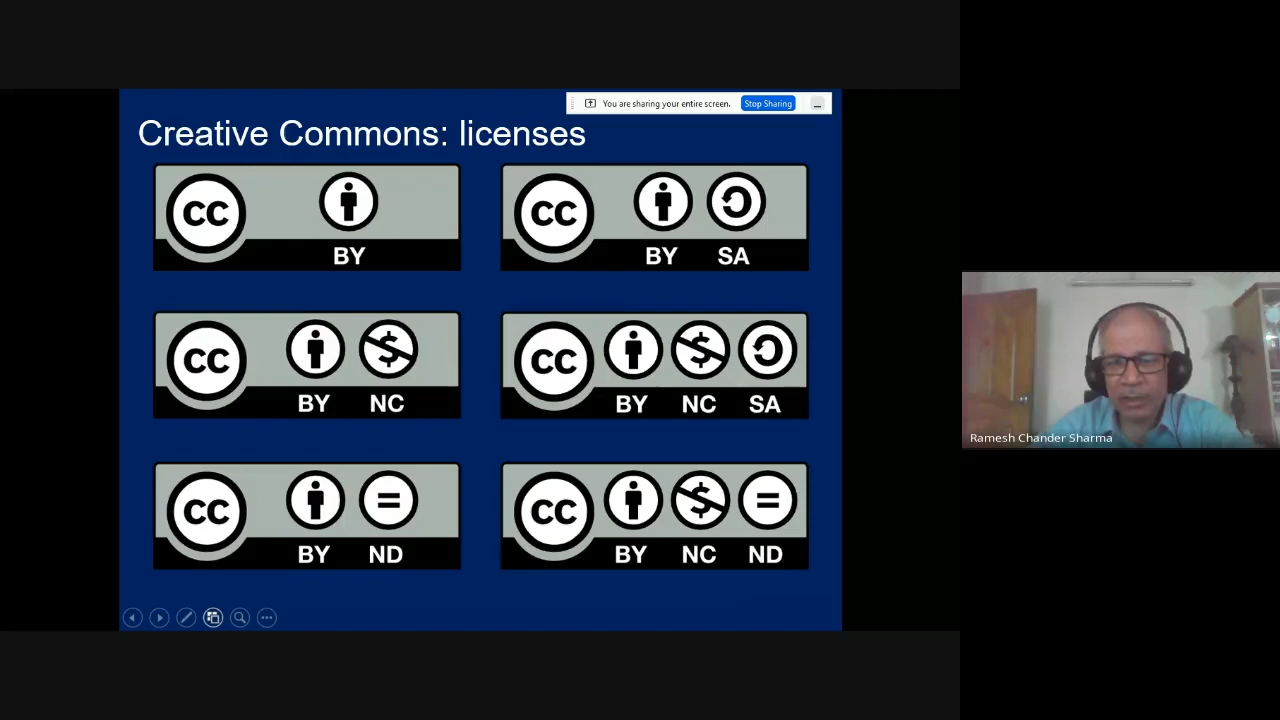 You are sharing your entire screen. Stop Sharing
Creative Commons: licenses
CC BY
CC BY SA
CC BY $ NC
CC BY $ NC SA
CC BY = ND
CC BY $ NC = ND
Ramesh Chander Sharma